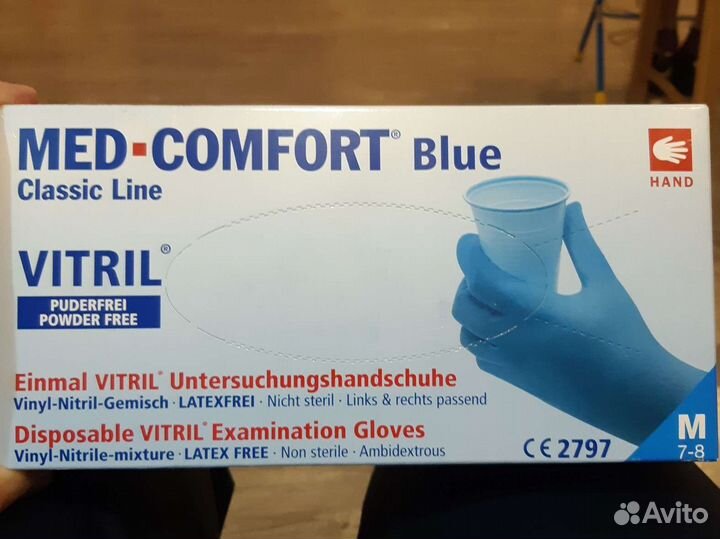 MED-COMFORT® Blue
Classic Line
HAND
VITRIL®
PUDERFREI
POWDER FREE
Einmal VITRIL® Untersuchungshandschuhe
Vinyl-Nitril-Gemisch · LATEXFREI · Nicht steril · Links & rechts passend
Disposable VITRIL® Examination Gloves
Vinyl-Nitrile-mixture · LATEX FREE · Non sterile · Ambidextrous
CE 2797
M
7-8
Avito